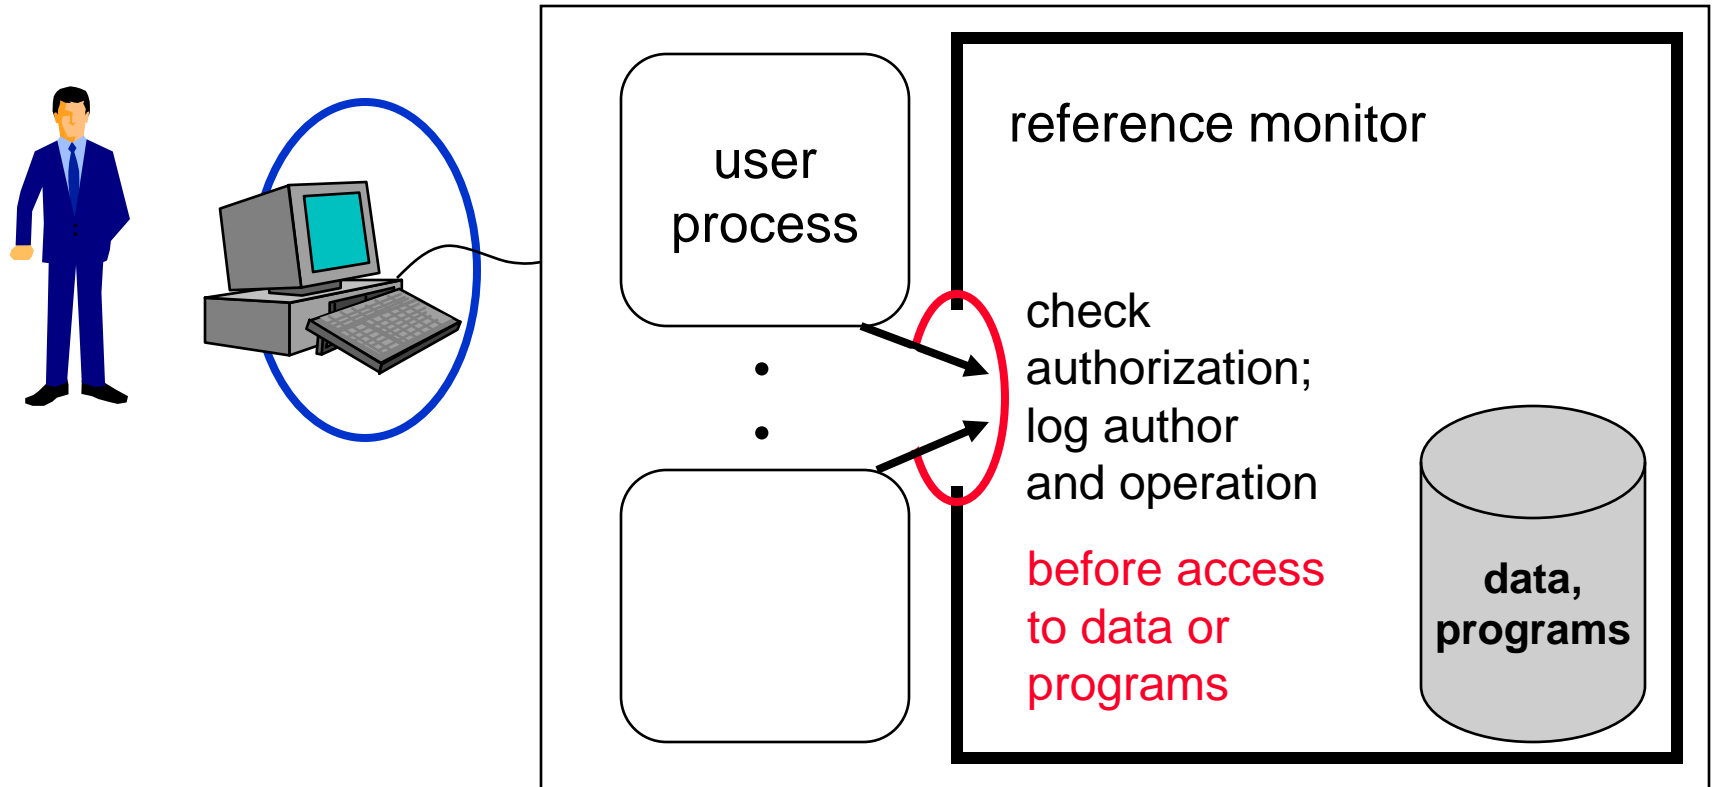 user
process
reference monitor
check
authorization;
log author
and operation
before access
to data or
programs
data,
programs